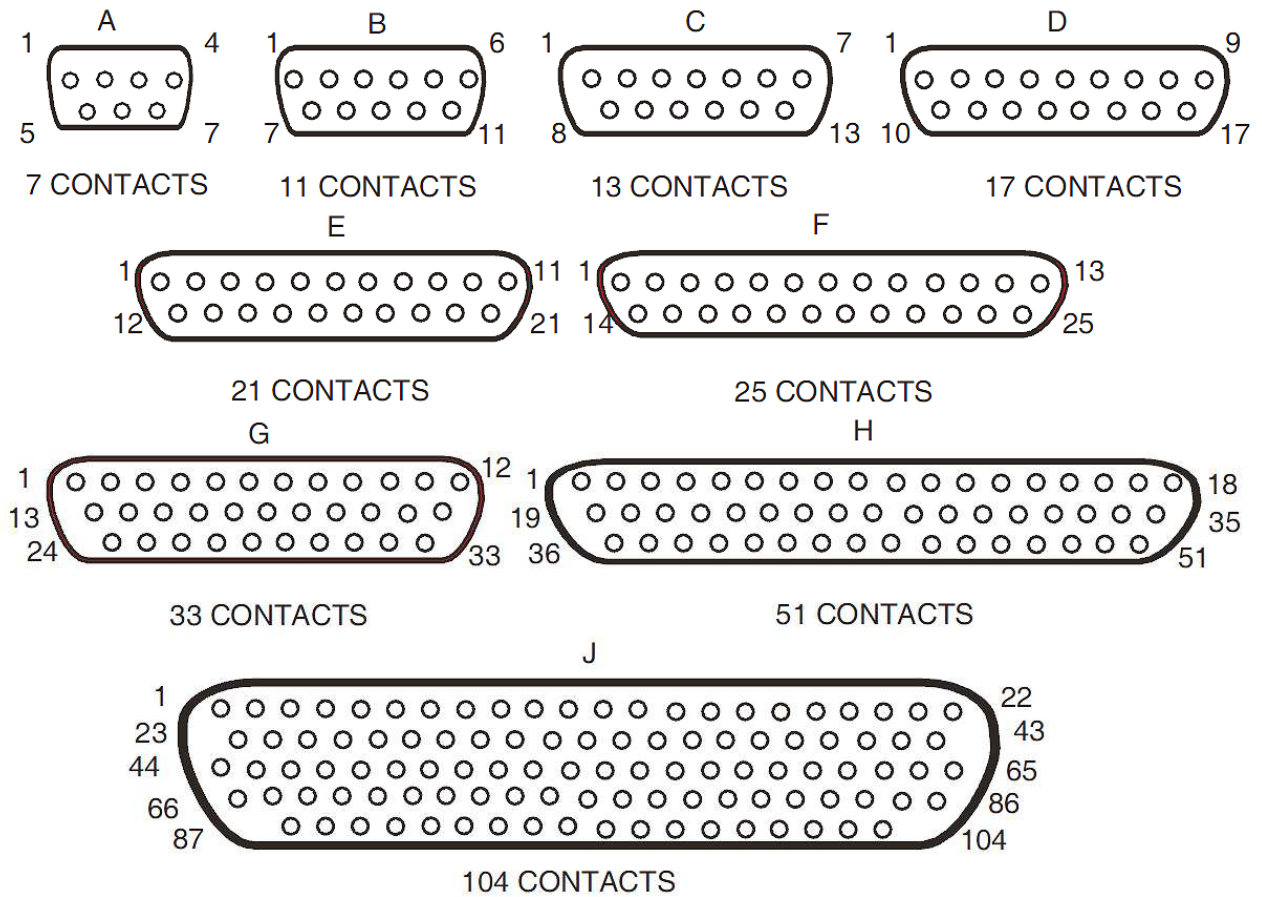 A B C D
1 4 1 6 1 7 1 9
5 7 7 11 8 13 10 17
7 CONTACTS 11 CONTACTS 13 CONTACTS 17 CONTACTS
E F
1 11 1 13
12 21 14 25
21 CONTACTS 25 CONTACTS
G H
1 12 1 18
13 19 35
24 33 36 51
33 CONTACTS 51 CONTACTS
J
1 22
23 43
44 65
66 86
87 104
104 CONTACTS